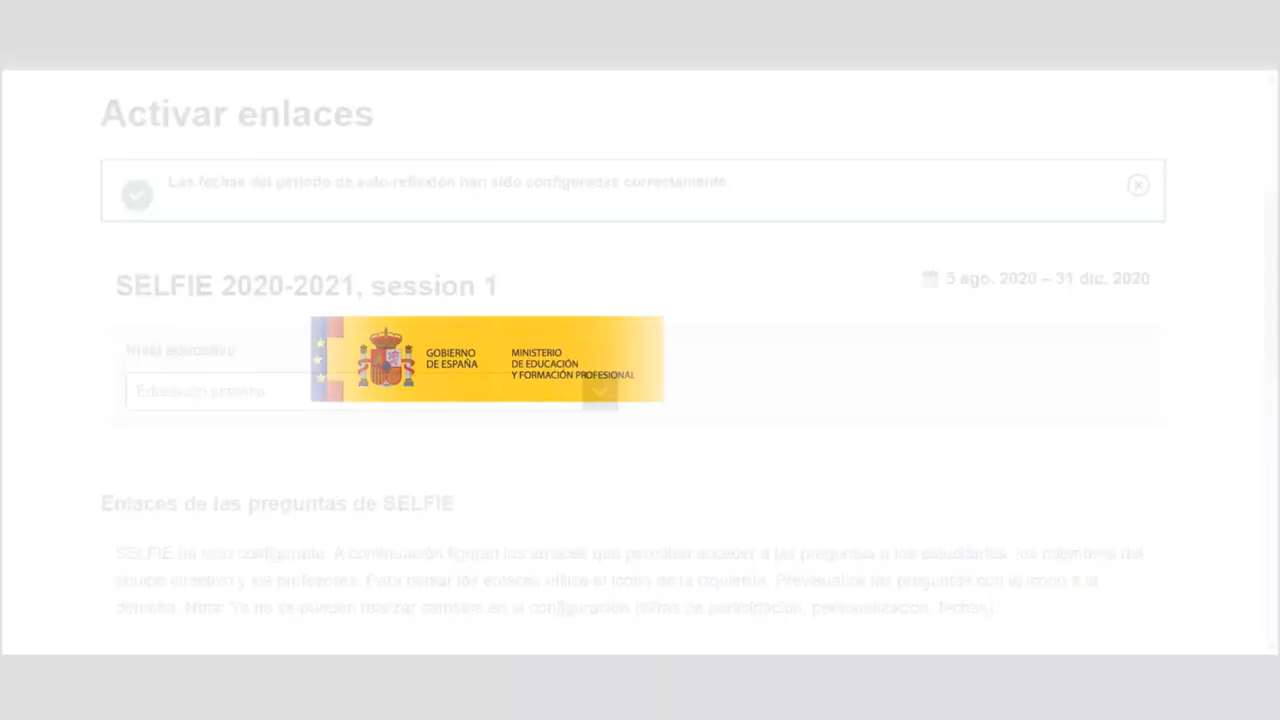 Activar enlaces
Las fechas del periodo de auto-reflexión han sido configuradas correctamente.
SELFIE 2020-2021, session 1
5 ago. 2020 – 31 dic. 2020
Nivel educativo
GOBIERNO
DE ESPAÑA
MINISTERIO
DE EDUCACIÓN
Y FORMACIÓN PROFESIONAL
Educación primaria
Enlaces de las preguntas de SELFIE
SELFIE ha sido configurado. A continuación figuran los enlaces que permiten acceder a las preguntas a los estudiantes, los miembros del
equipo directivo y los profesores. Para copiar los enlaces utilice el icono de la izquierda. Previsualice las preguntas con el icono a la
derecha. Nota: Ya no se pueden realizar cambios en la configuración (cifras de participación, personalización, fechas).